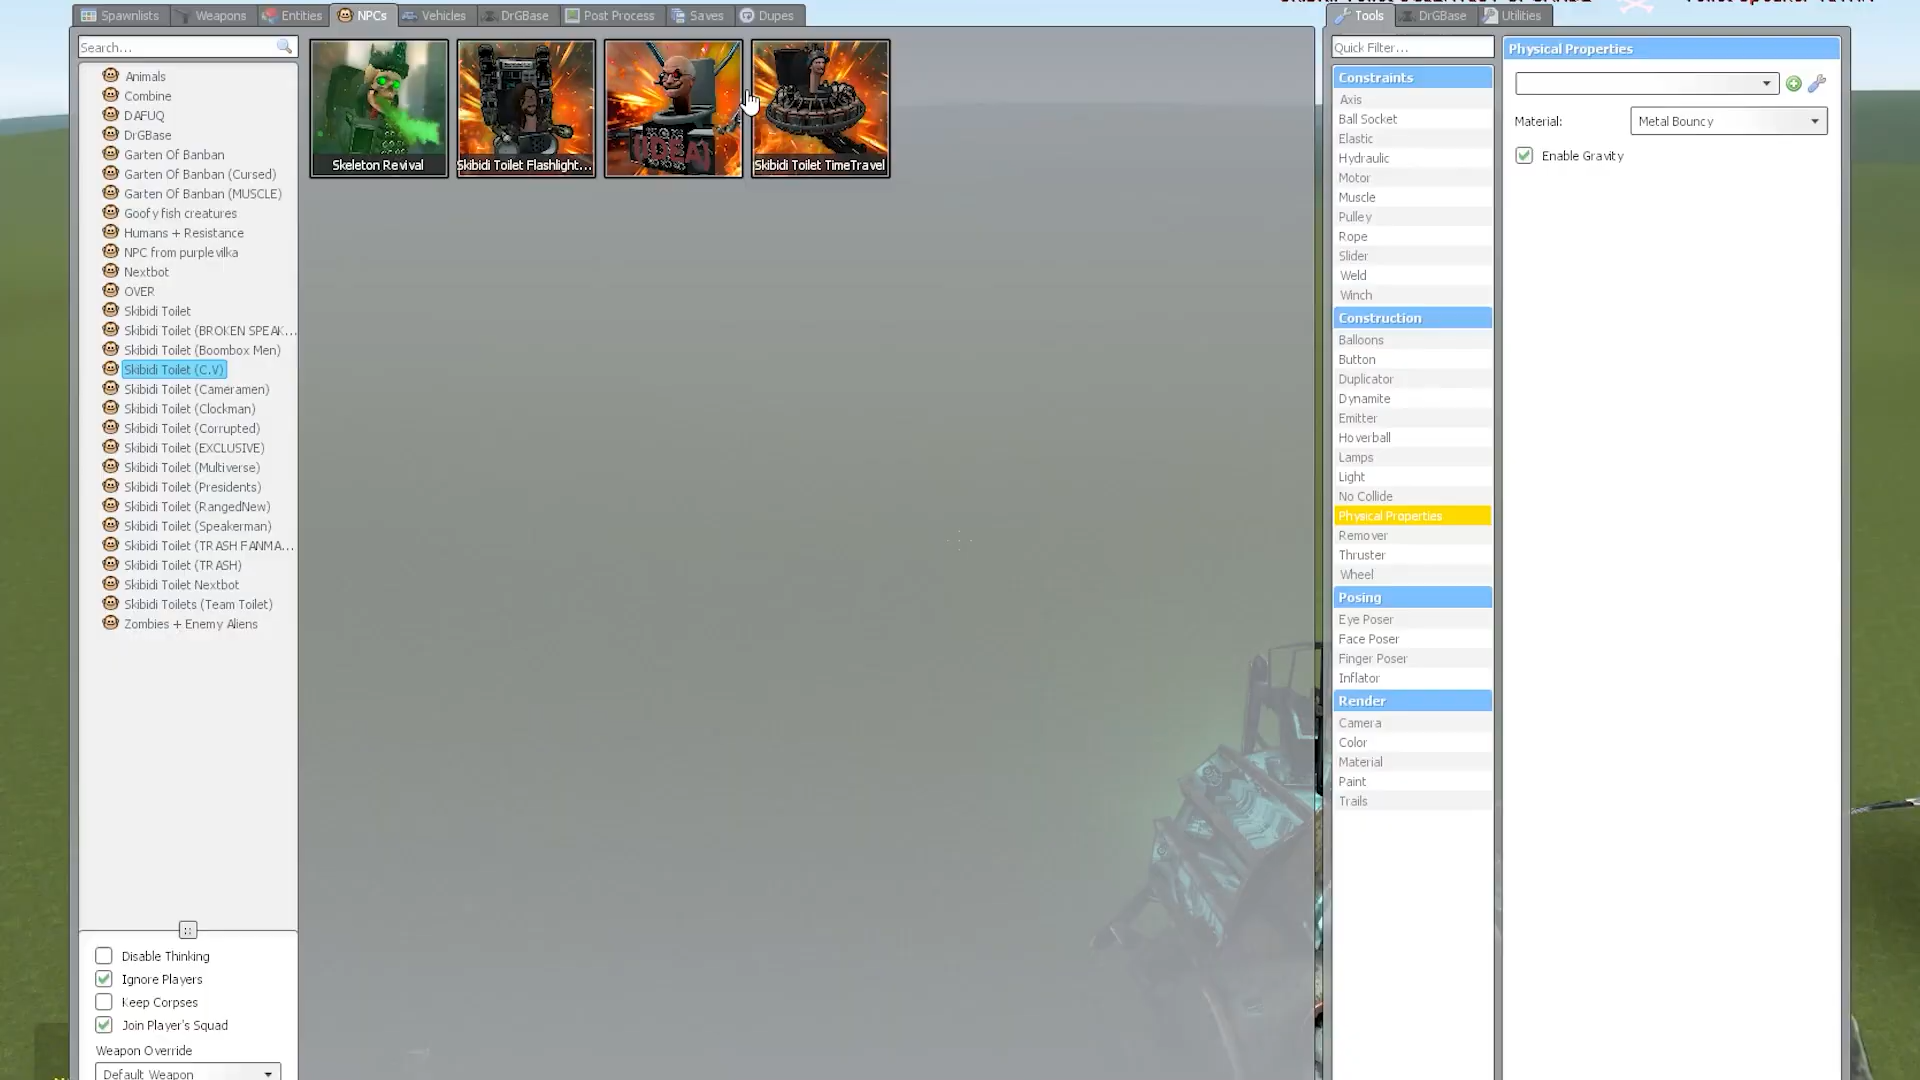 Spawnlists
Weapons
Entities
NPCs
Vehicles
DrGBase
Post Process
Saves
Dupes
Search...
Animals
Combine
DAFUQ
DrGBase
Garten Of Banban
Garten Of Banban (Cursed)
Garten Of Banban (MUSCLE)
Goofy fish creatures
Humans + Resistance
NPC from purplevilka
Nextbot
OVER
Skibidi Toilet
Skibidi Toilet (BROKEN SPEAK...
Skibidi Toilet (Boombox Men)
Skibidi Toilet (C.V)
Skibidi Toilet (Cameramen)
Skibidi Toilet (Clockman)
Skibidi Toilet (Corrupted)
Skibidi Toilet (EXCLUSIVE)
Skibidi Toilet (Multiverse)
Skibidi Toilet (Presidents)
Skibidi Toilet (RangedNew)
Skibidi Toilet (Speakerman)
Skibidi Toilet (TRASH FANMA...
Skibidi Toilet (TRASH)
Skibidi Toilet Nextbot
Skibidi Toilets (Team Toilet)
Zombies + Enemy Aliens
Disable Thinking
Ignore Players
Keep Corpses
Join Player's Squad
Weapon Override
Default Weapon
Skeleton Revival
Skibidi Toilet Flashlight...
Skibidi Toilet TimeTravel
Tools
DrGBase
Utilities
Quick Filter...
Constraints
Axis
Ball Socket
Elastic
Hydraulic
Motor
Muscle
Pulley
Rope
Slider
Weld
Winch
Construction
Balloons
Button
Duplicator
Dynamite
Emitter
Hoverball
Lamps
Light
No Collide
Physical Properties
Remover
Thruster
Wheel
Posing
Eye Poser
Face Poser
Finger Poser
Inflator
Render
Camera
Color
Material
Paint
Trails
Physical Properties
Material:
Metal Bouncy
Enable Gravity